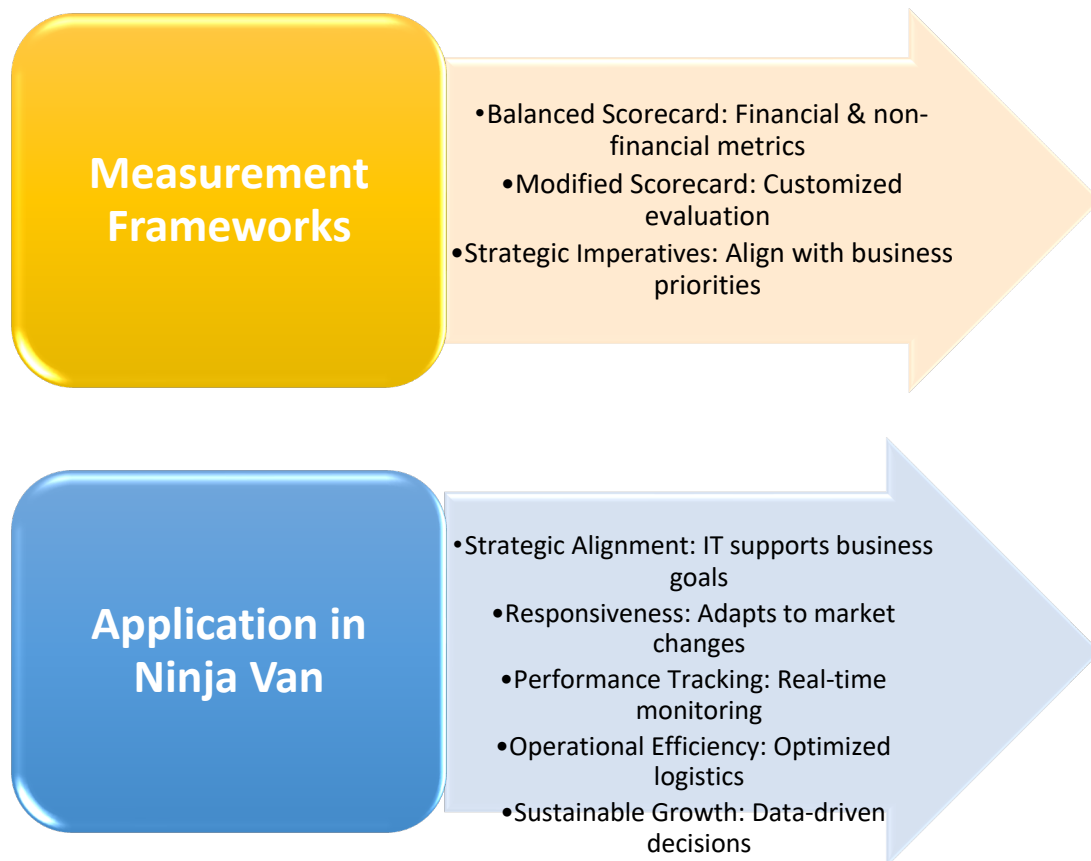 Measurement
Frameworks
•Balanced Scorecard: Financial & non-
financial metrics
•Modified Scorecard: Customized
evaluation
•Strategic Imperatives: Align with business
priorities
Application in
Ninja Van
•Strategic Alignment: IT supports business
goals
•Responsiveness: Adapts to market
changes
•Performance Tracking: Real-time
monitoring
•Operational Efficiency: Optimized
logistics
•Sustainable Growth: Data-driven
decisions